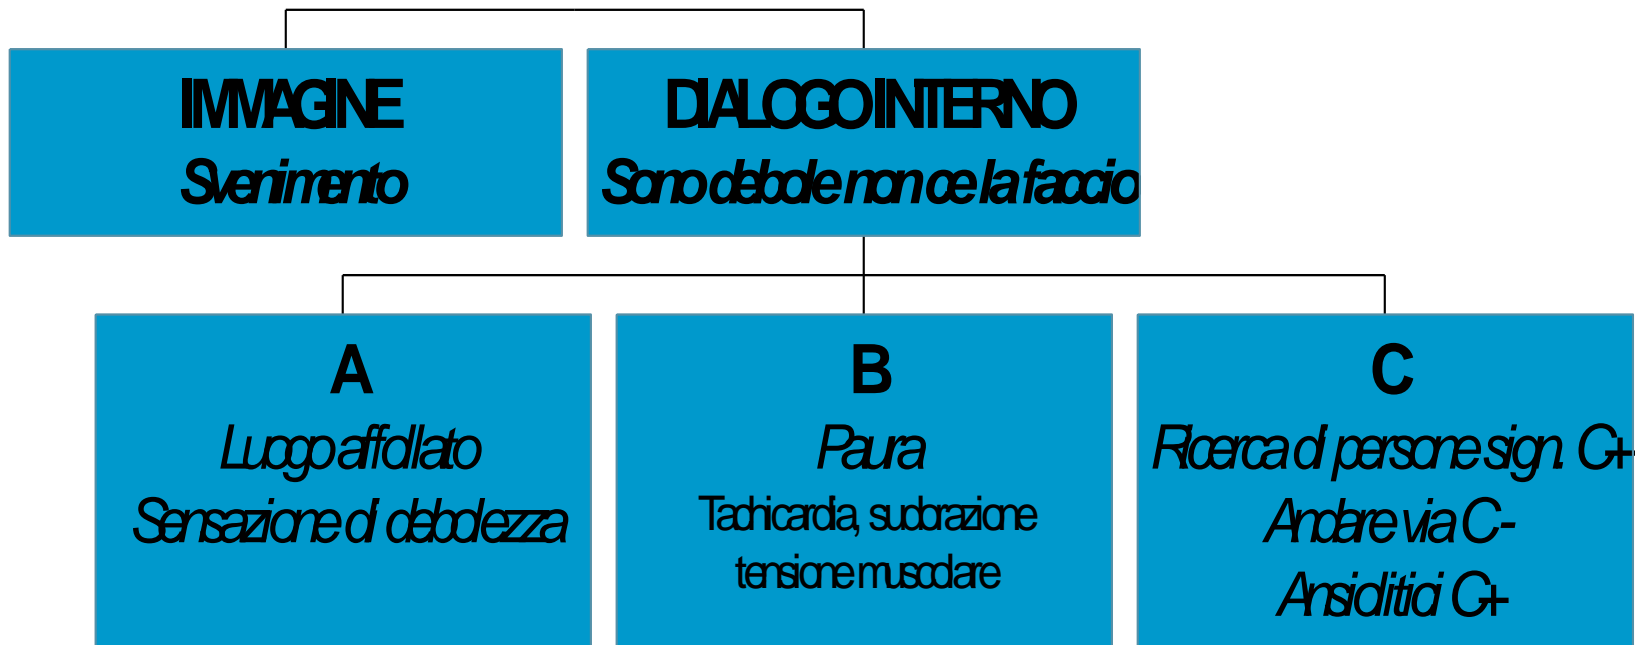 IMMAGINE
Svenimento
DIALOGO INTERNO
Sono debole non ce la faccio
A
Luogo affollato
Sensazione di debolezza
B
Paura
Tachicardia, sudorazione
tensione muscolare
C
Ricerca di persone sign. C+
Andare via C-
Ansiolitici C+